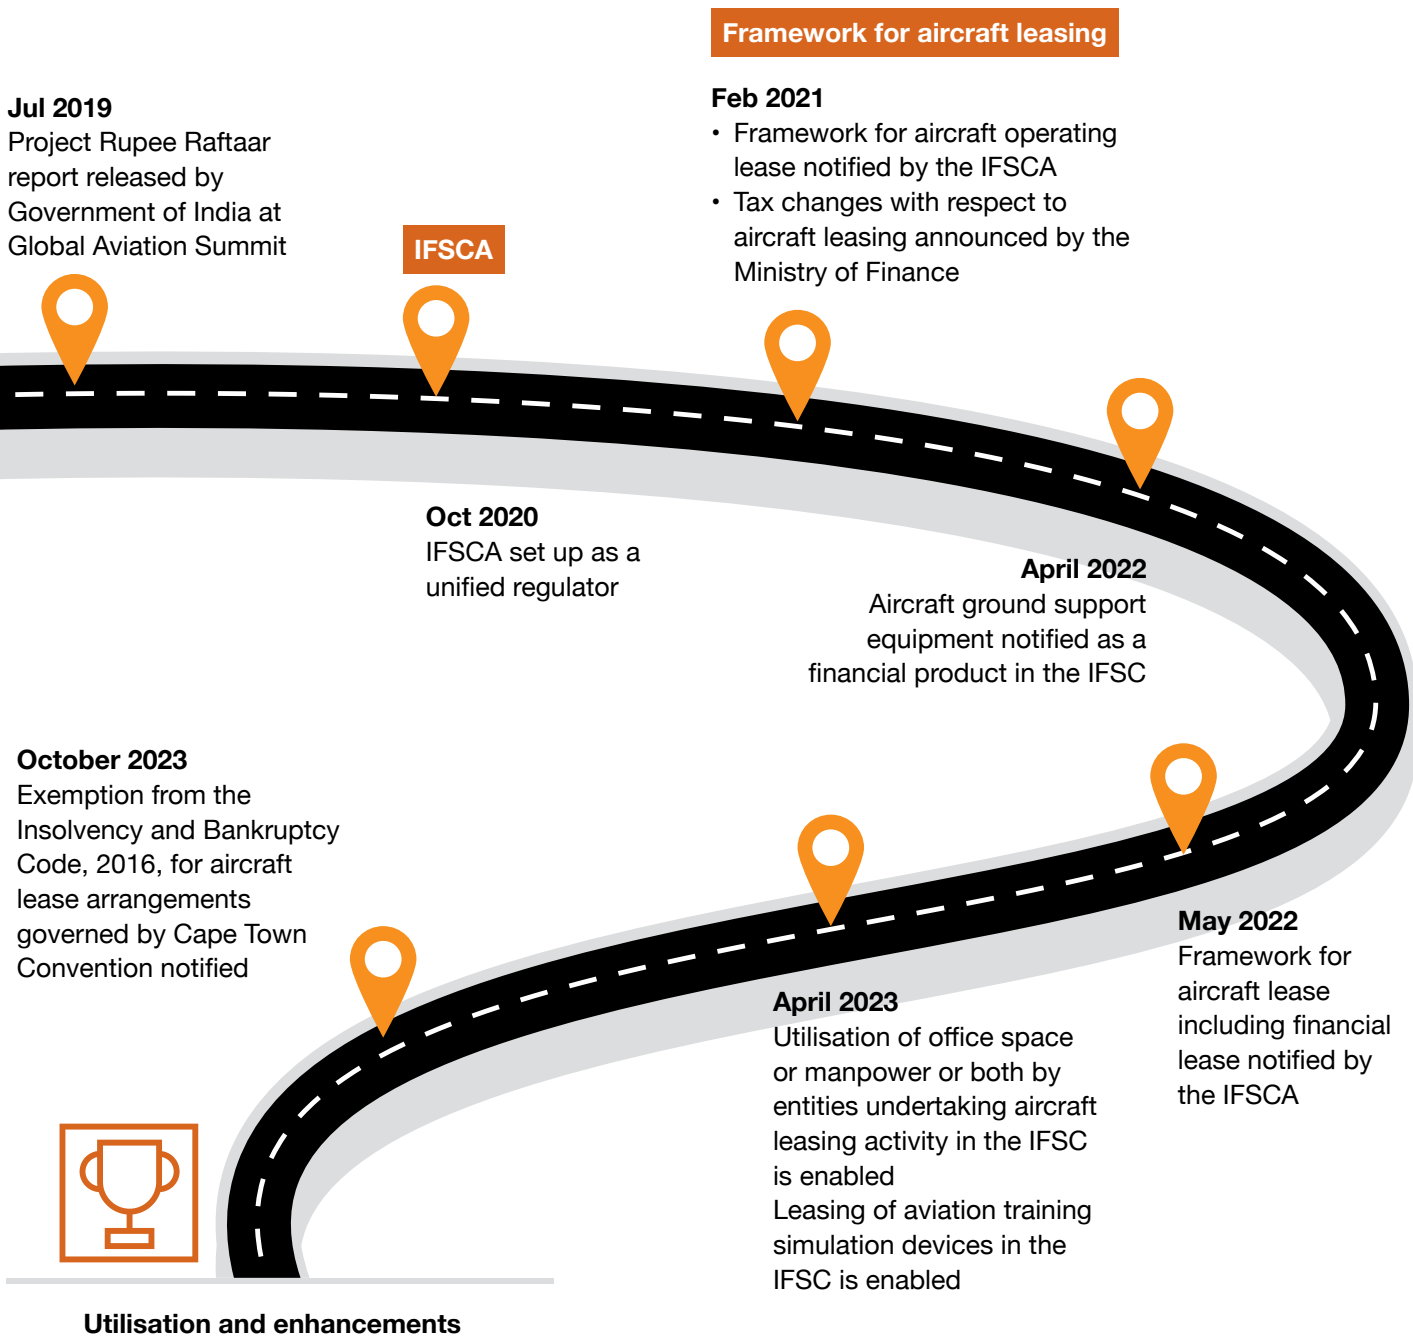 Framework for aircraft leasing
Jul 2019
Project Rupee Raftaar
report released by
Government of India at
Global Aviation Summit
IFSCA
Feb 2021
• Framework for aircraft operating
lease notified by the IFSCA
• Tax changes with respect to
aircraft leasing announced by the
Ministry of Finance
Oct 2020
IFSCA set up as a
unified regulator
April 2022
Aircraft ground support
equipment notified as a
financial product in the IFSC
May 2022
Framework for
aircraft lease
including financial
lease notified by
the IFSCA
April 2023
Utilisation of office space
or manpower or both by
entities undertaking aircraft
leasing activity in the IFSC
is enabled
Leasing of aviation training
simulation devices in the
IFSC is enabled
October 2023
Exemption from the
Insolvency and Bankruptcy
Code, 2016, for aircraft
lease arrangements
governed by Cape Town
Convention notified
Utilisation and enhancements